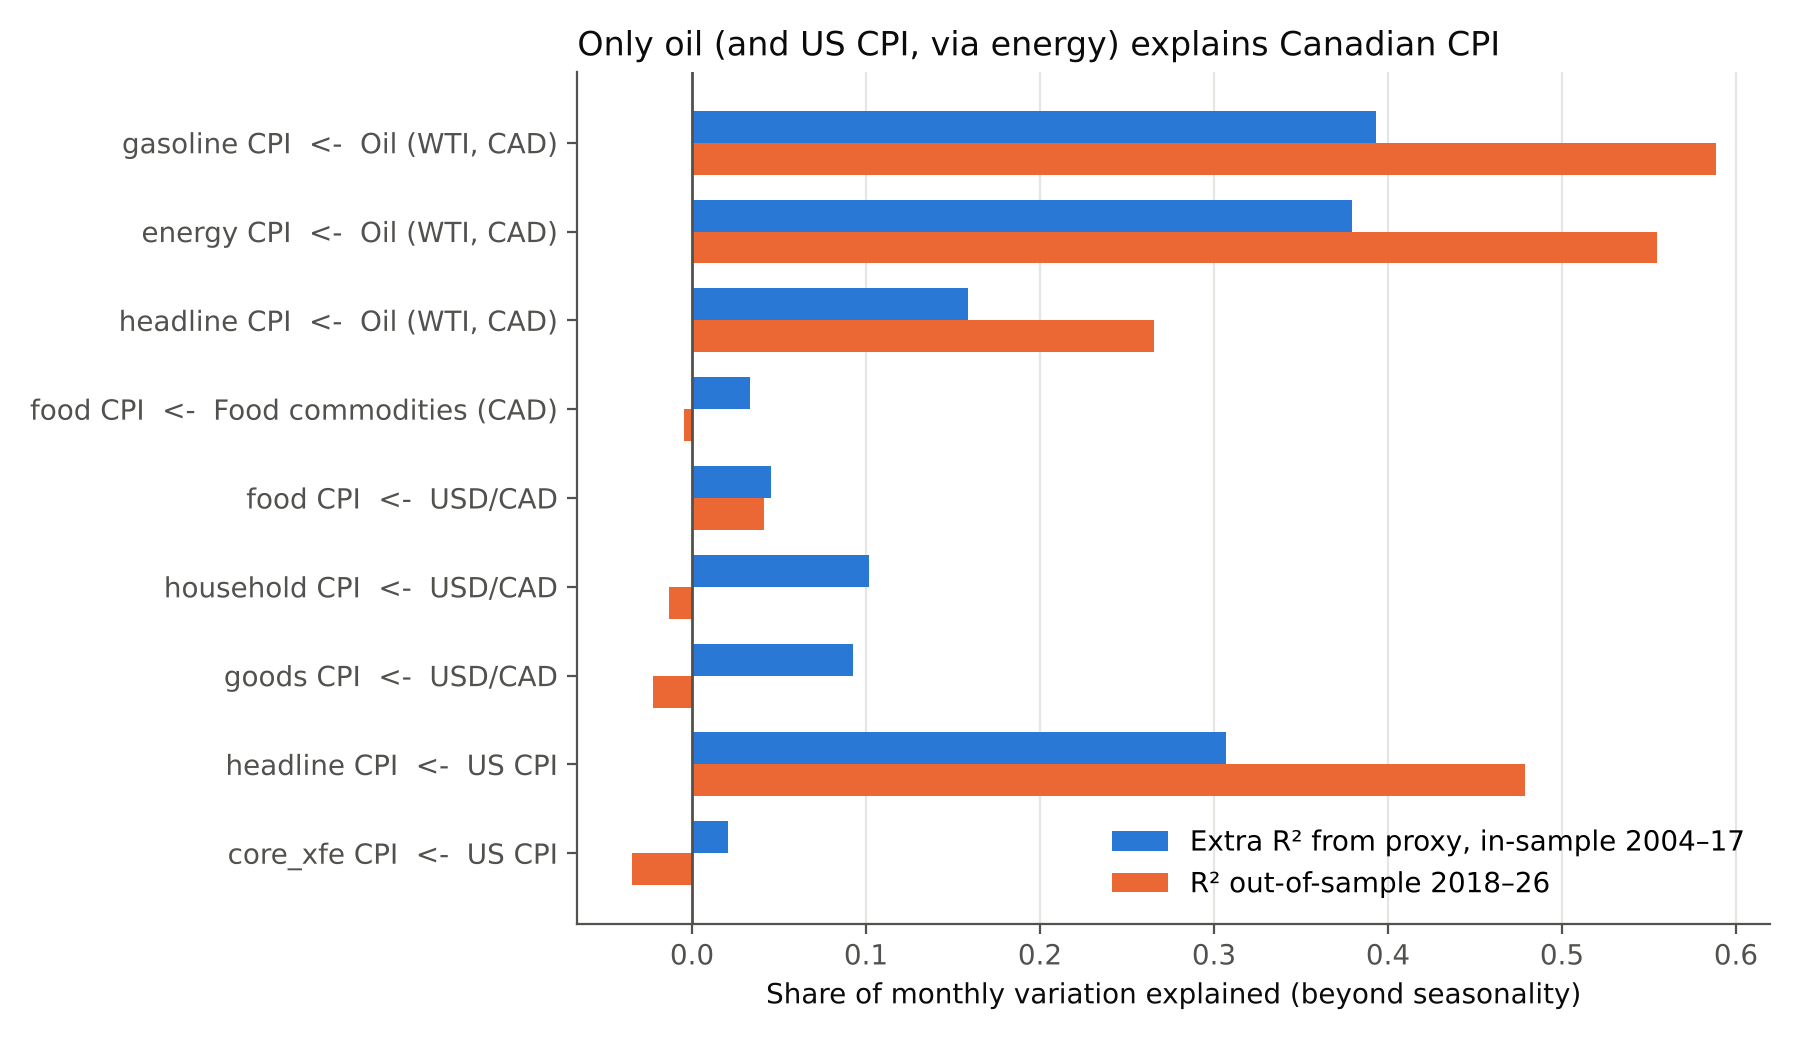 Only oil (and US CPI, via energy) explains Canadian CPI
gasoline CPI <- Oil (WTI, CAD)
energy CPI <- Oil (WTI, CAD)
headline CPI <- Oil (WTI, CAD)
food CPI <- Food commodities (CAD)
food CPI <- USD/CAD
household CPI <- USD/CAD
goods CPI <- USD/CAD
headline CPI <- US CPI
core_xfe CPI <- US CPI
Extra R² from proxy, in-sample 2004–17
R² out-of-sample 2018–26
0.0 0.1 0.2 0.3 0.4 0.5 0.6
Share of monthly variation explained (beyond seasonality)